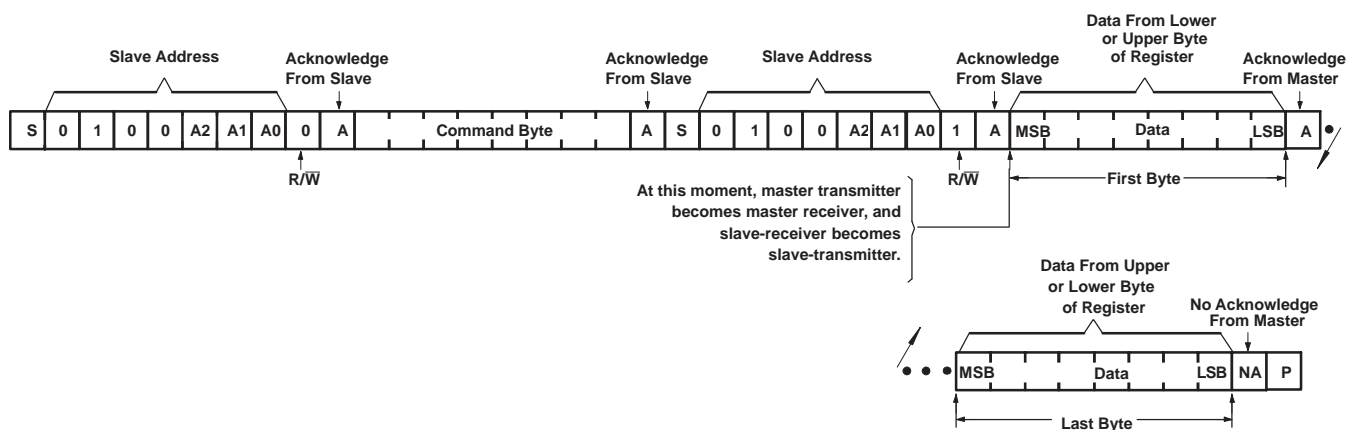 Data From Lower
or Upper Byte
of Register
Slave Address
Acknowledge
From Slave
Acknowledge
From Slave
Slave Address
Acknowledge
From Slave
Acknowledge
From Master
S 0 1 0 0 A2 A1 A0 0 A Command Byte A S 0 1 0 0 A2 A1 A0 1 A MSB Data LSB A
R/W̅
R/W̅
First Byte
At this moment, master transmitter
becomes master receiver, and
slave-receiver becomes
slave-transmitter.
Data From Upper
or Lower Byte
of Register
No Acknowledge
From Master
MSB Data LSB NA P
Last Byte